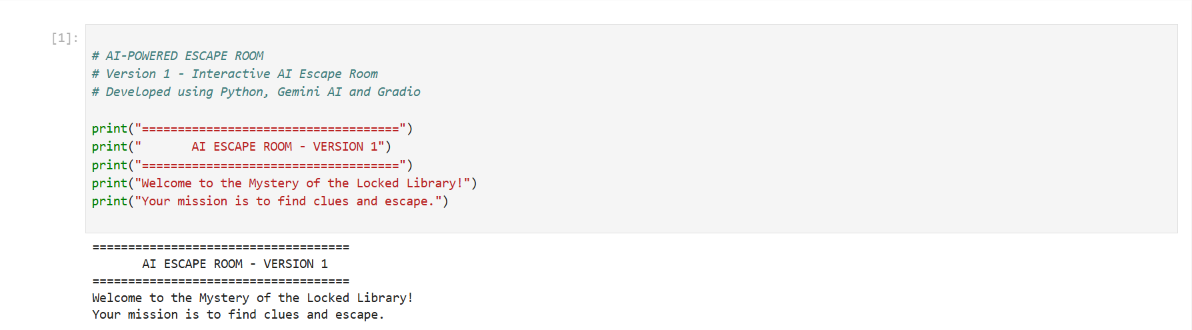 [1]:
# AI-POWERED ESCAPE ROOM
# Version 1 - Interactive AI Escape Room
# Developed using Python, Gemini AI and Gradio
print("====================================")
print("       AI ESCAPE ROOM - VERSION 1")
print("====================================")
print("Welcome to the Mystery of the Locked Library!")
print("Your mission is to find clues and escape.")
====================================
       AI ESCAPE ROOM - VERSION 1
====================================
Welcome to the Mystery of the Locked Library!
Your mission is to find clues and escape.